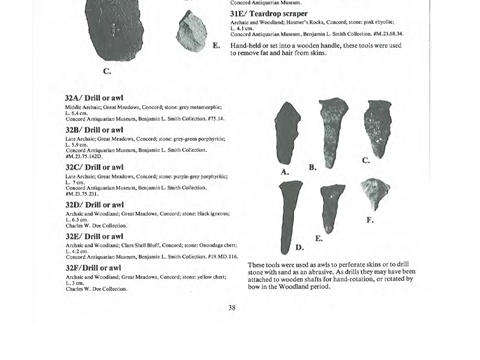 Concord Antiquarian Museum.
31E/ Teardrop scraper
Archaic and Woodland; Hosmer's Rocks, Concord; stone: pink rhyolite;
L. 4.1 cm.
Concord Antiquarian Museum, Benjamin L. Smith Collection. #M.23.68.34.
Hand-held or set into a wooden handle, these tools were used
to remove fat and hair from skins.
E.
C.
32A/ Drill or awl
Middle Archaic; Great Meadows, Concord; stone: grey metamorphic;
L. 6.4 cm.
Concord Antiquarian Museum, Benjamin L. Smith Collection. #75.14.
32B/ Drill or awl
Late Archaic; Great Meadows, Concord; stone: grey-green porphyritic;
L. 5.9 cm.
Concord Antiquarian Museum, Benjamin L. Smith Collection.
#M.23.75.142D.
32C/ Drill or awl
Late Archaic; Great Meadows, Concord; stone: purple-grey porphyritic;
L. 7 cm.
Concord Antiquarian Museum, Benjamin L. Smith Collection.
#M.23.75.231.
32D/ Drill or awl
Archaic and Woodland; Great Meadows, Concord; stone: black igneous;
L. 6.5 cm.
Charles W. Dee Collection.
32E/ Drill or awl
Archaic and Woodland; Clam Shell Bluff, Concord; stone: Onondaga chert;
L. 4.2 cm.
Concord Antiquarian Museum, Benjamin L. Smith Collection. #19.MD.116.
32F/ Drill or awl
Archaic and Woodland; Great Meadows, Concord; stone: yellow chert;
L. 3 cm.
Charles W. Dee Collection.
A.
B.
C.
D.
E.
F.
These tools were used as awls to perforate skins or to drill
stone with sand as an abrasive. As drills they may have been
attached to wooden shafts for hand-rotation, or rotated by
bow in the Woodland period.
38